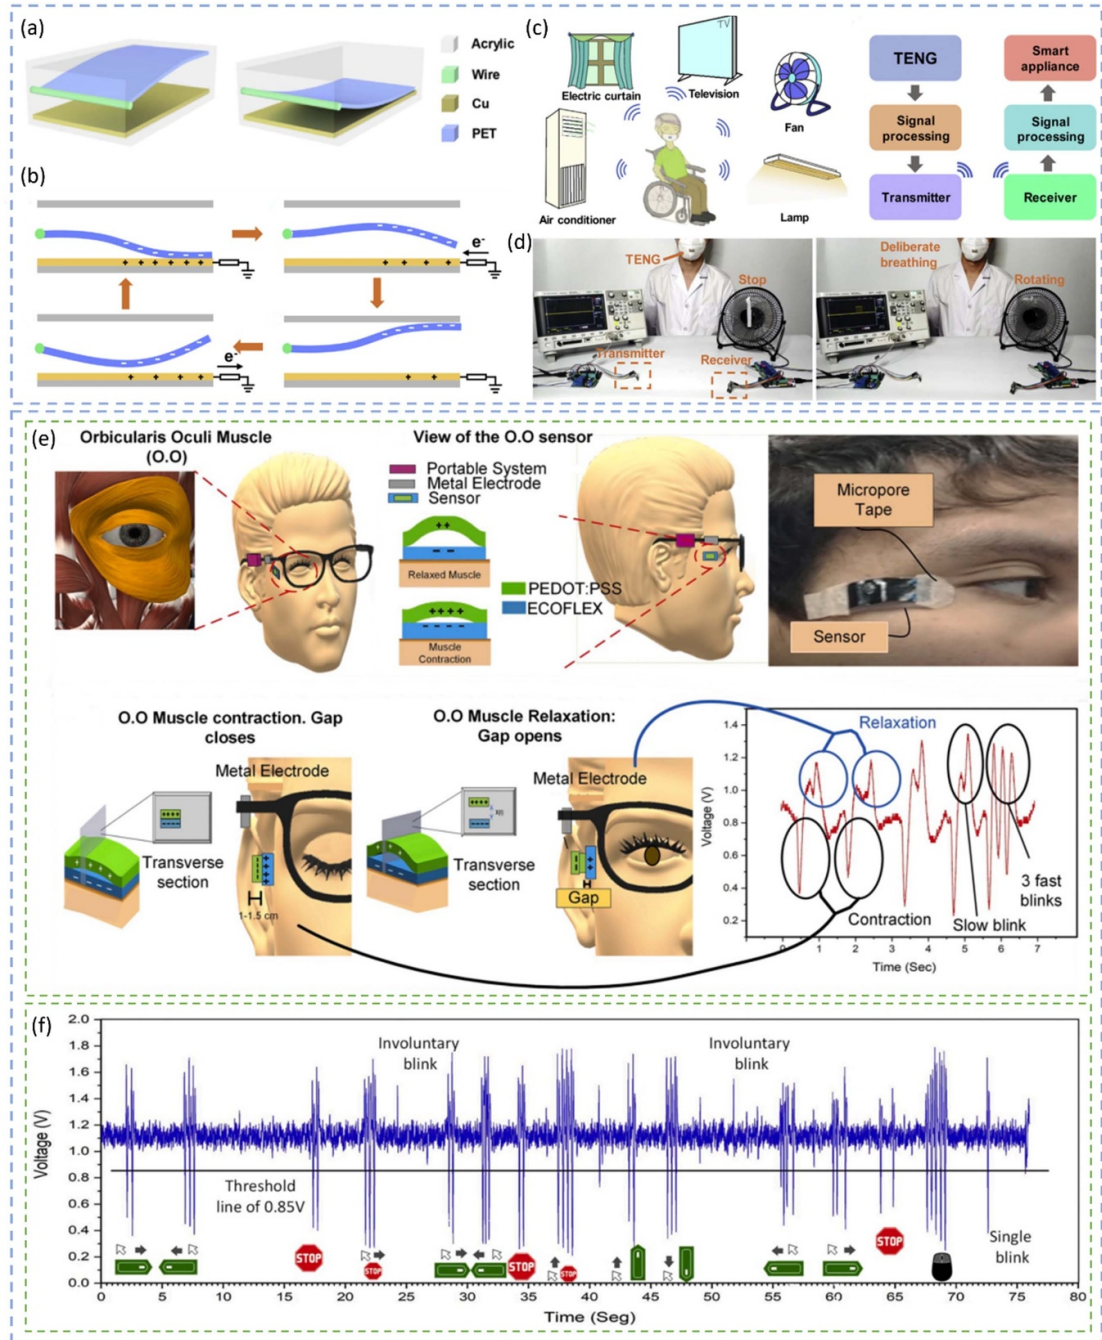 (a)
Acrylic
Wire
Cu
PET
(b)
e-
e-
(c)
Electric curtain
TV
Television
Fan
Air conditioner
Lamp
TENG
Signal
processing
Transmitter
Smart
appliance
Signal
processing
Receiver
(d)
TENG
Stop
Transmitter
Receiver
Deliberate
breathing
Rotating
(e)
Orbicularis Oculi Muscle
(O.O)
View of the O.O sensor
Portable System
Metal Electrode
Sensor
Relaxed Muscle
Muscle
Contraction
PEDOT:PSS
ECOFLEX
Micropore
Tape
Sensor
O.O Muscle contraction. Gap
closes
Metal Electrode
Transverse
section
1-1.5 cm
O.O Muscle Relaxation:
Gap opens
Metal Electrode
Transverse
section
Gap
Relaxation
Contraction
Slow blink
3 fast
blinks
Voltage (V)
1.4
1.2
1.0
0.8
0.6
0.4
0.2
0 1 2 3 4 5 6 7
Time (Sec)
(f)
Voltage (V)
2.0
1.8
1.6
1.4
1.2
1.0
0.8
0.6
0.4
0.2
0.0
Involuntary
blink
Involuntary
blink
Threshold
line of 0.85V
STOP
STOP
STOP
STOP
STOP
Single
blink
0 5 10 15 20 25 30 35 40 45 50 55 60 65 70 75 80
Time (Seg)